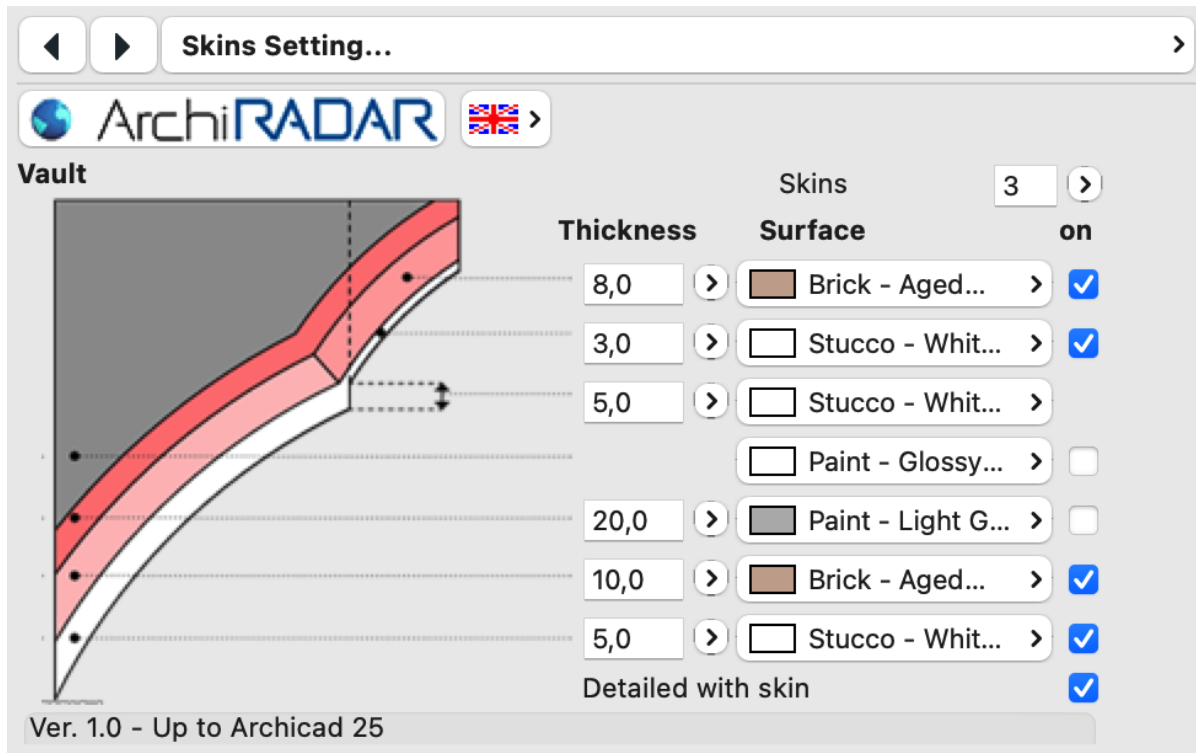 Skins Setting...
ArchiRADAR
Vault
Skins 3
Thickness Surface on
8,0 Brick - Aged...
3,0 Stucco - Whit...
5,0 Stucco - Whit...
Paint - Glossy...
20,0 Paint - Light G...
10,0 Brick - Aged...
5,0 Stucco - Whit...
Detailed with skin
Ver. 1.0 - Up to Archicad 25